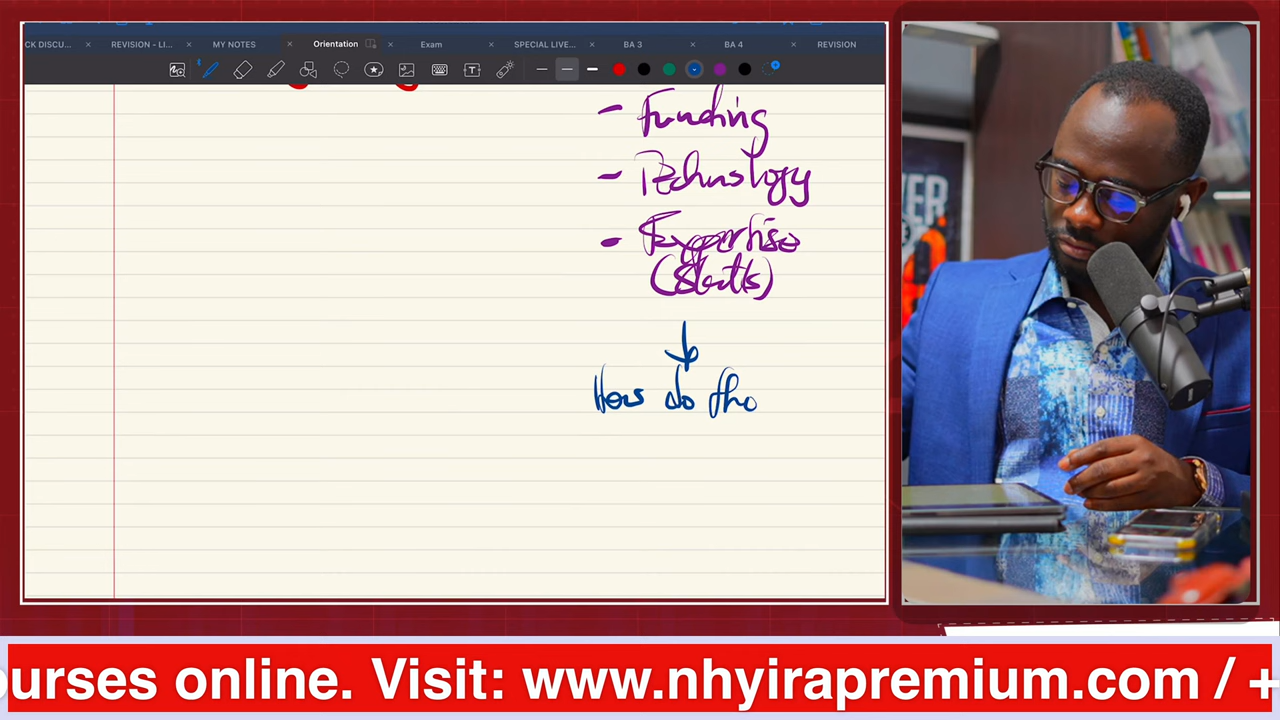 CK DISCU... REVISION - LI... MY NOTES Orientation Exam SPECIAL LIVE... BA 3 BA 4 REVISION
- Funding
- Technology
- Expertise
(Skills)
How do the
ourses online. Visit: www.nhyirapremium.com / +